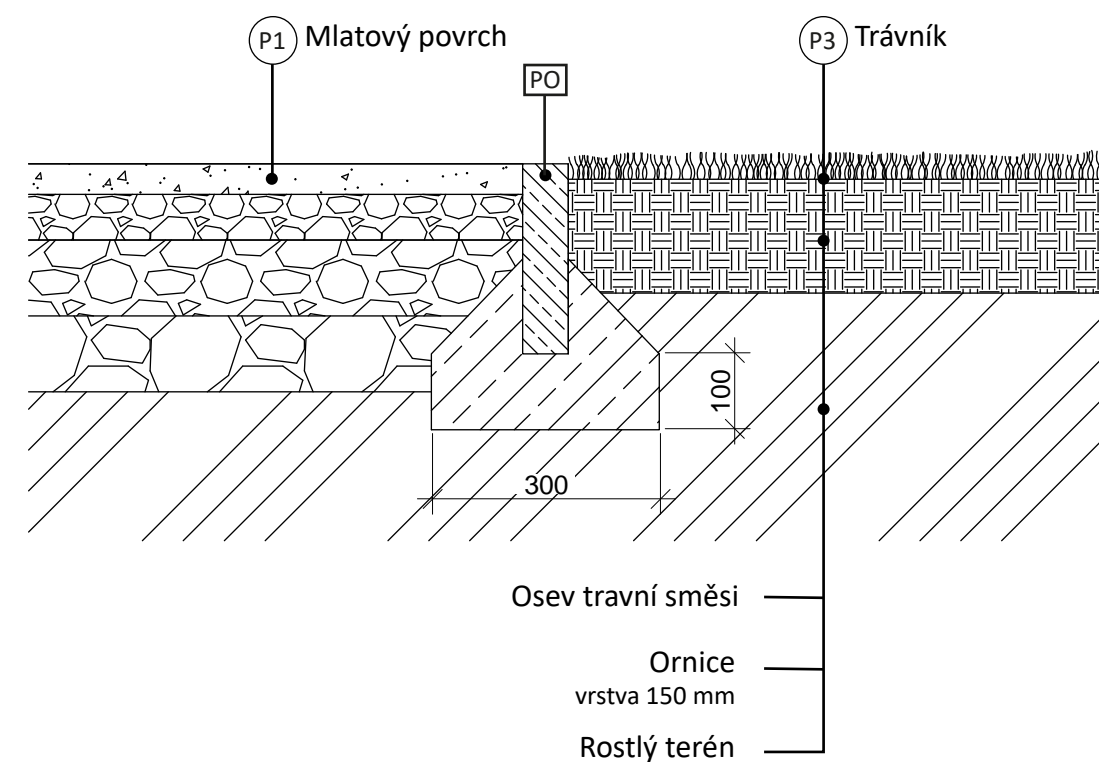 P1 Mlatový povrch
P3 Trávník
PO
100
300
Osev travní směsi
Ornice
vrstva 150 mm
Rostlý terén